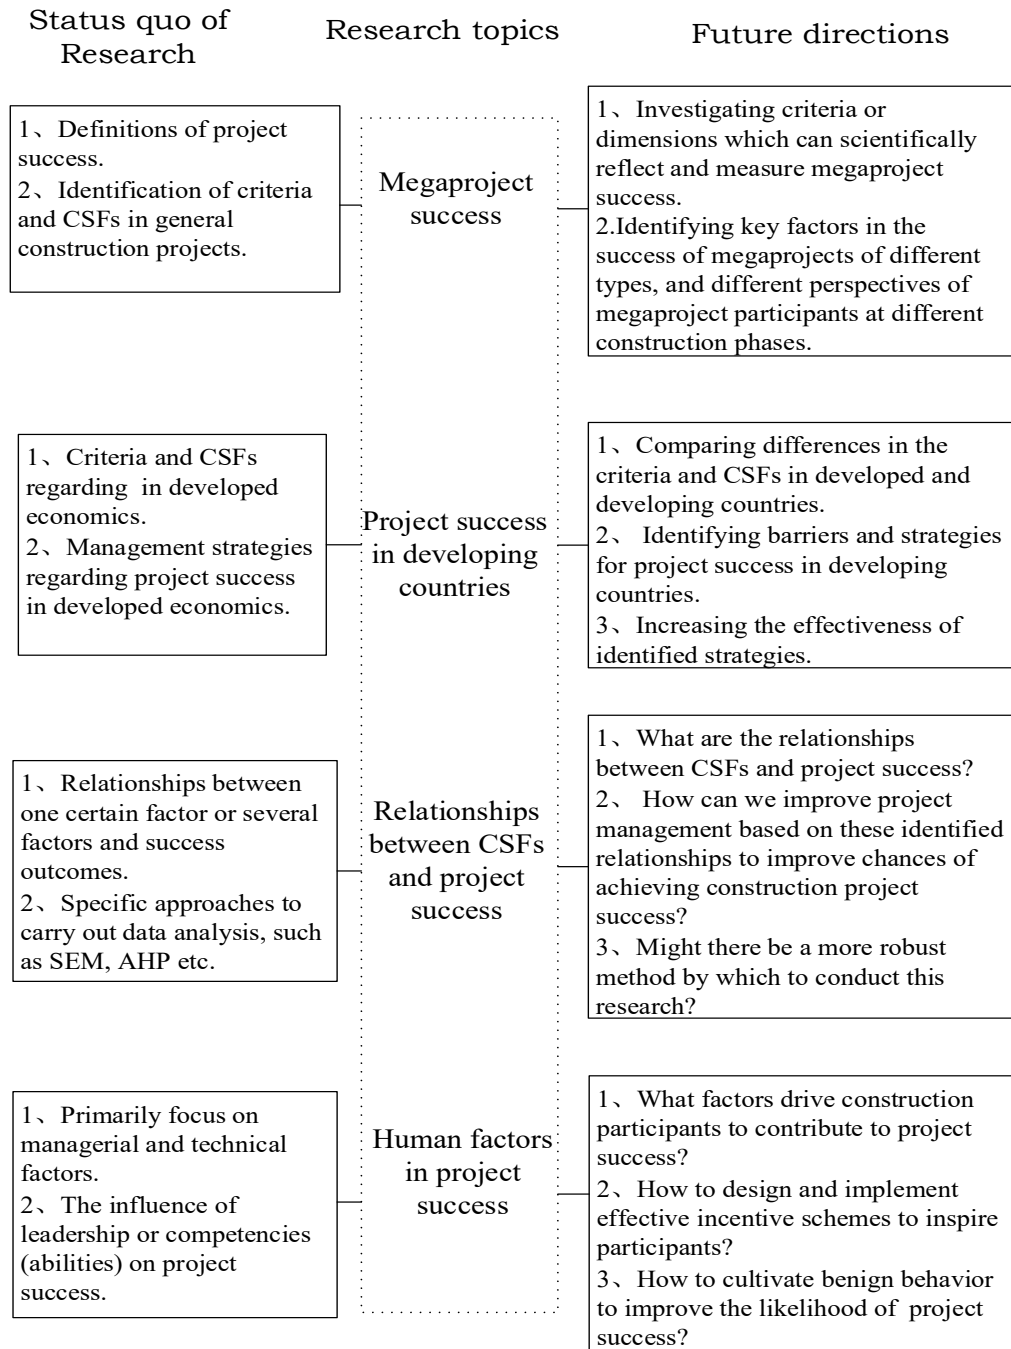 Status quo of
Research
Research topics
Future directions
1、Definitions of project
success.
2、Identification of criteria
and CSFs in general
construction projects.
Megaproject
success
1、Investigating criteria or
dimensions which can scientifically
reflect and measure megaproject
success.
2.Identifying key factors in the
success of megaprojects of different
types, and different perspectives of
megaproject participants at different
construction phases.
1、Criteria and CSFs
regarding  in developed
economics.
2、Management strategies
regarding project success
in developed economics.
Project success
in developing
countries
1、Comparing differences in the
criteria and CSFs in developed and
developing countries.
2、 Identifying barriers and strategies
for project success in developing
countries.
3、Increasing the effectiveness of
identified strategies.
1、Relationships between
one certain factor or several
factors and success
outcomes.
2、Specific approaches to
carry out data analysis, such
as SEM, AHP etc.
Relationships
between CSFs
and project
success
1、What are the relationships
between CSFs and project success?
2、 How can we improve project
management based on these identified
relationships to improve chances of
achieving construction project
success?
3、Might there be a more robust
method by which to conduct this
research?
1、Primarily focus on
managerial and technical
factors.
2、The influence of
leadership or competencies
(abilities) on project
success.
Human factors
in project
success
1、What factors drive construction
participants to contribute to project
success?
2、How to design and implement
effective incentive schemes to inspire
participants?
3、How to cultivate benign behavior
to improve the likelihood of  project
success?